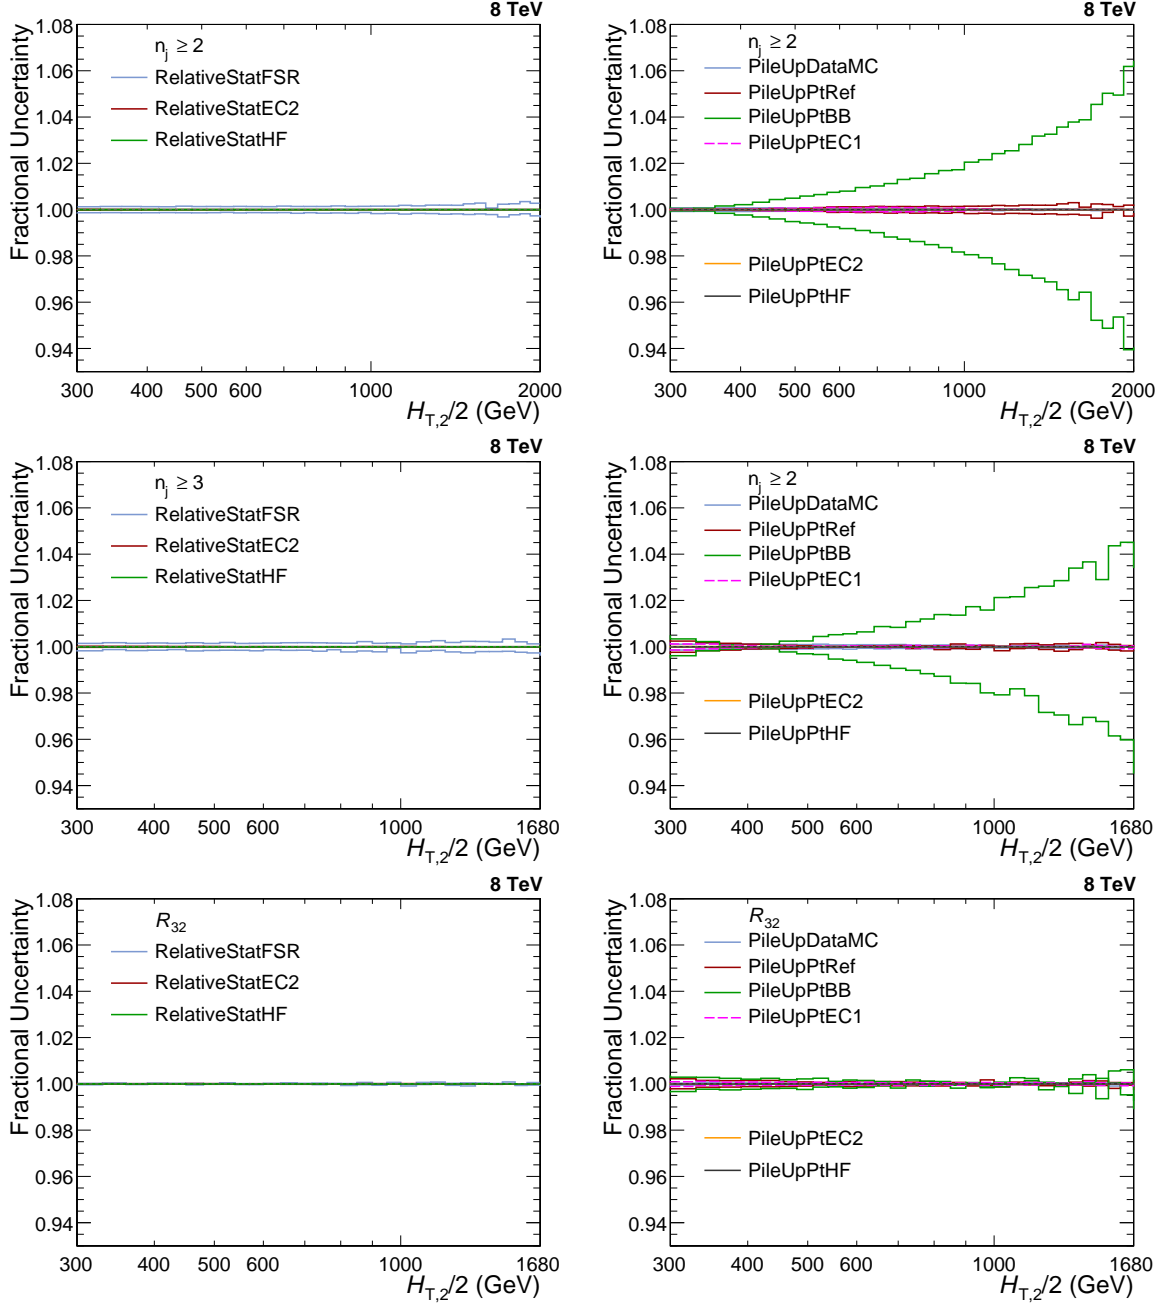 8 TeV
Fractional Uncertainty
1.08
1.06
1.04
1.02
1.00
0.98
0.96
0.94
n_j ≥ 2
RelativeStatFSR
RelativeStatEC2
RelativeStatHF
300 400 500 600 1000 2000
H_T,2/2 (GeV)
8 TeV
Fractional Uncertainty
1.08
1.06
1.04
1.02
1.00
0.98
0.96
0.94
n_j ≥ 2
PileUpDataMC
PileUpPtRef
PileUpPtBB
PileUpPtEC1
PileUpPtEC2
PileUpPtHF
300 400 500 600 1000 2000
H_T,2/2 (GeV)
8 TeV
Fractional Uncertainty
1.08
1.06
1.04
1.02
1.00
0.98
0.96
0.94
n_j ≥ 3
RelativeStatFSR
RelativeStatEC2
RelativeStatHF
300 400 500 600 1000 1680
H_T,2/2 (GeV)
8 TeV
Fractional Uncertainty
1.08
1.06
1.04
1.02
1.00
0.98
0.96
0.94
n_j ≥ 2
PileUpDataMC
PileUpPtRef
PileUpPtBB
PileUpPtEC1
PileUpPtEC2
PileUpPtHF
300 400 500 600 1000 1680
H_T,2/2 (GeV)
8 TeV
Fractional Uncertainty
1.08
1.06
1.04
1.02
1.00
0.98
0.96
0.94
R_32
RelativeStatFSR
RelativeStatEC2
RelativeStatHF
300 400 500 600 1000 1680
H_T,2/2 (GeV)
8 TeV
Fractional Uncertainty
1.08
1.06
1.04
1.02
1.00
0.98
0.96
0.94
R_32
PileUpDataMC
PileUpPtRef
PileUpPtBB
PileUpPtEC1
PileUpPtEC2
PileUpPtHF
300 400 500 600 1000 1680
H_T,2/2 (GeV)